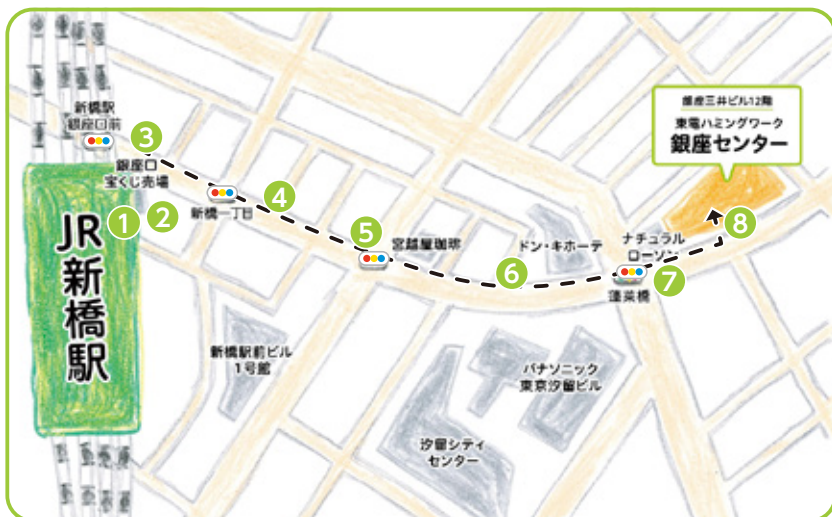 新橋駅
銀座口前
3
銀座口
宝くじ売場
1
2
JR新橋駅
新橋一丁目
4
5
宮越屋珈琲
6
ドン・キホーテ
ナチュラル
ローソン
蓬莱橋
7
8
銀座三井ビル12階
東電ハミングワーク
銀座センター
新橋駅前ビル
1号館
パナソニック
東京汐留ビル
汐留シティ
センター